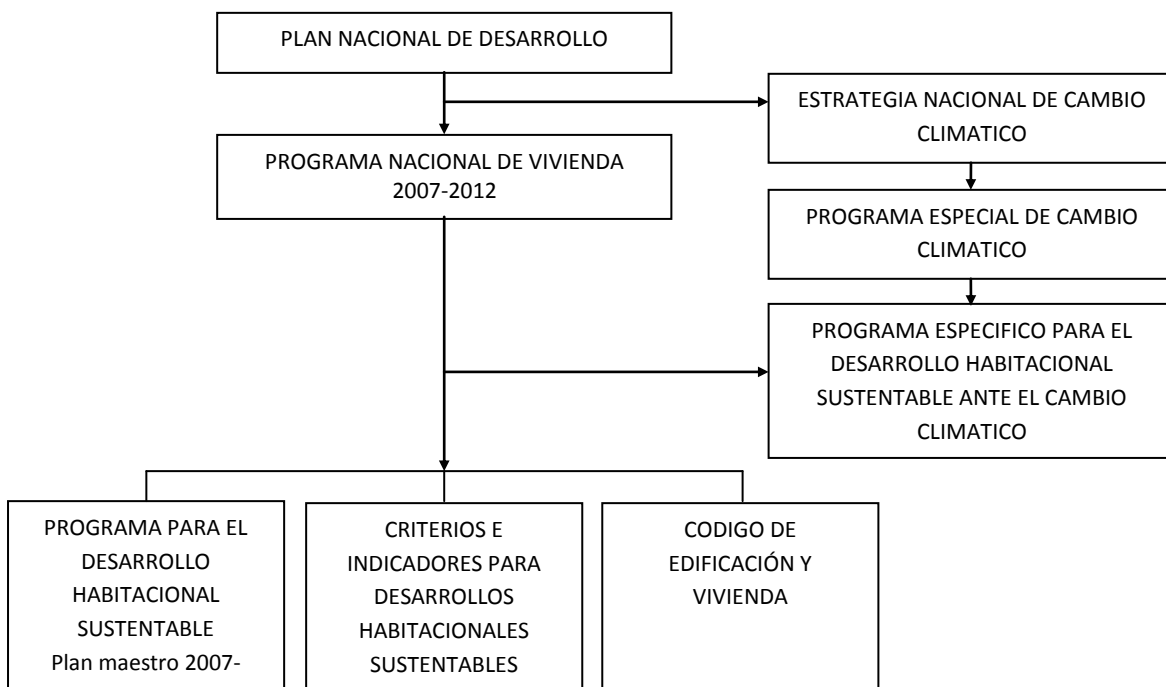 PLAN NACIONAL DE DESARROLLO
ESTRATEGIA NACIONAL DE CAMBIO
CLIMATICO
PROGRAMA NACIONAL DE VIVIENDA
2007-2012
PROGRAMA ESPECIAL DE CAMBIO
CLIMATICO
PROGRAMA ESPECIFICO PARA EL
DESARROLLO HABITACIONAL
SUSTENTABLE ANTE EL CAMBIO
CLIMATICO
PROGRAMA PARA EL
DESARROLLO
HABITACIONAL
SUSTENTABLE
Plan maestro 2007-
CRITERIOS E
INDICADORES PARA
DESARROLLOS
HABITACIONALES
SUSTENTABLES
CODIGO DE
EDIFICACIÓN Y
VIVIENDA